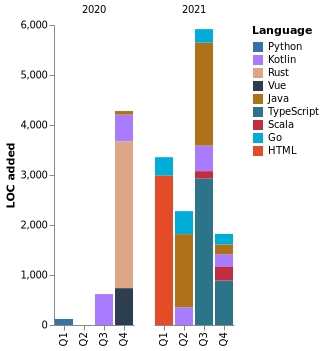 2020 2021
Language
Python
Kotlin
Rust
Vue
Java
TypeScript
Scala
Go
HTML
LOC added
6,000
5,000
4,000
3,000
2,000
1,000
0
Q1 Q2 Q3 Q4 Q1 Q2 Q3 Q4